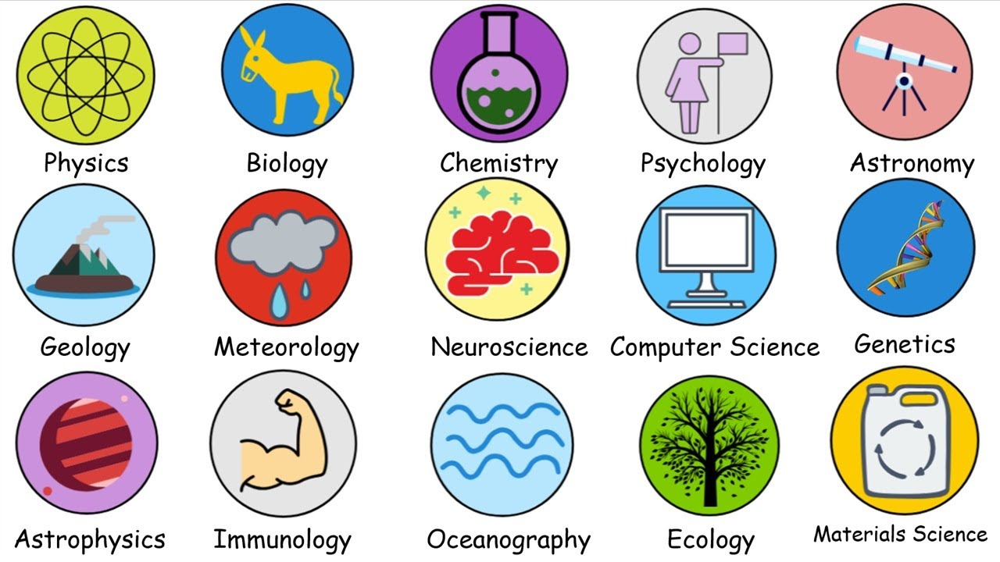 Physics
Biology
Chemistry
Psychology
Astronomy
Geology
Meteorology
Neuroscience
Computer Science
Genetics
Astrophysics
Immunology
Oceanography
Ecology
Materials Science